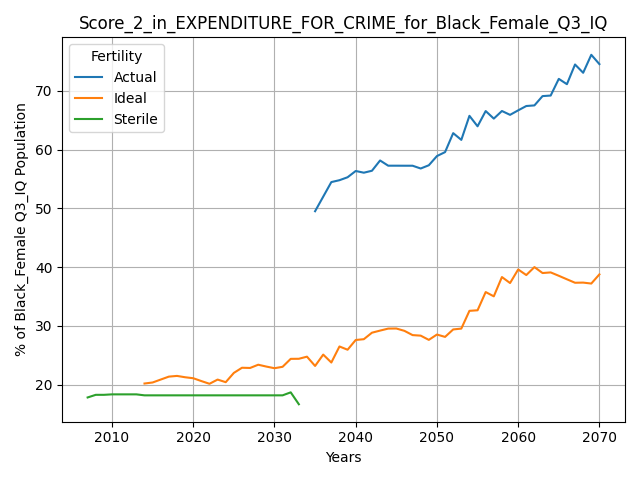 Score_2_in_EXPENDITURE_FOR_CRIME_for_Black_Female_Q3_IQ
Fertility
Actual
Ideal
Sterile
% of Black_Female Q3_IQ Population
70
60
50
40
30
20
2010 2020 2030 2040 2050 2060 2070
Years